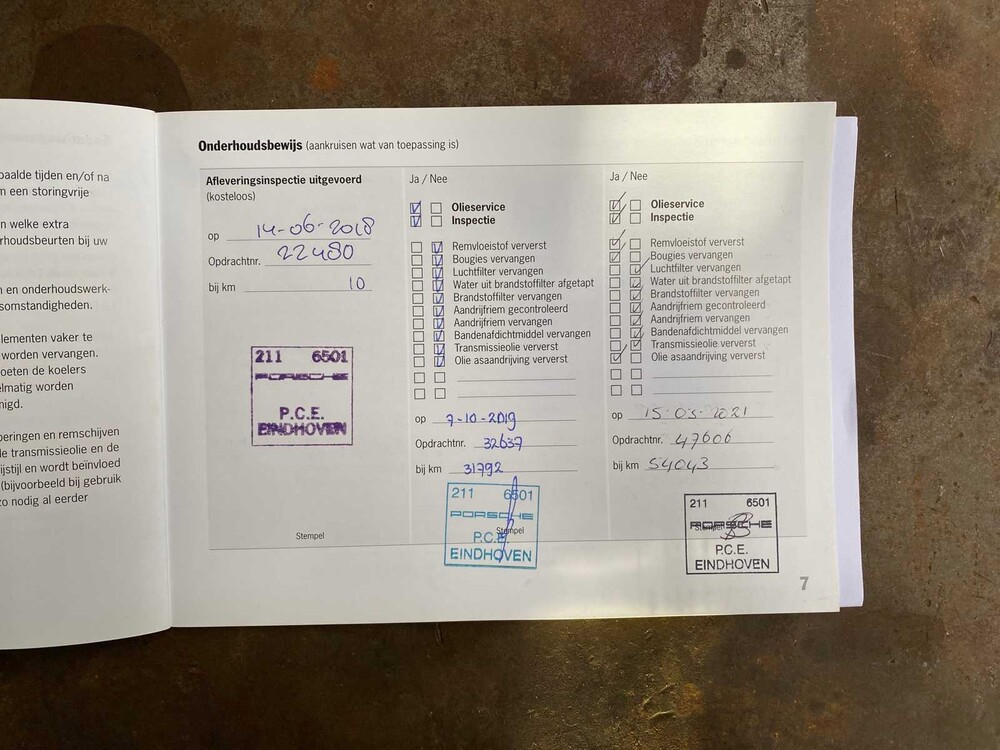 paalde tijden en/of na
een storingvrije
n welke extra
rhoudsbeurten bij uw
n en onderhoudswerk-
somstandigheden.
lementen vaker te
worden vervangen.
oeten de koelers
elmatig worden
nigd.
peringen en remschijven
de transmissieolie en de
ijstijl en wordt beïnvloed
(bijvoorbeeld bij gebruik
zo nodig al eerder
Onderhoudsbewijs (aankruisen wat van toepassing is)
Afleveringsinspectie uitgevoerd
(kosteloos)
op 14-06-2018
Opdrachtnr. 22480
bij km 10
211 6501
PORSCHE
P.C.E.
EINDHOVEN
Stempel
Ja / Nee
Olieservice
Inspectie
Remvloeistof ververst
Bougies vervangen
Luchtfilter vervangen
Water uit brandstoffilter afgetapt
Brandstoffilter vervangen
Aandrijfriem gecontroleerd
Aandrijfriem vervangen
Bandenafdichtmiddel vervangen
Transmissieolie ververst
Olie asaandrijving ververst
op 7-10-2019
Opdrachtnr. 32637
bij km 31792
211 6501
PORSCHE
Stempel
P.C.E.
EINDHOVEN
Ja / Nee
Olieservice
Inspectie
Remvloeistof ververst
Bougies vervangen
Luchtfilter vervangen
Water uit brandstoffilter afgetapt
Brandstoffilter vervangen
Aandrijfriem gecontroleerd
Aandrijfriem vervangen
Bandenafdichtmiddel vervangen
Transmissieolie ververst
Olie asaandrijving ververst
op 15-03-2021
Opdrachtnr. 47606
bij km 54043
211 6501
PORSCHE
Stempel
P.C.E.
EINDHOVEN
7